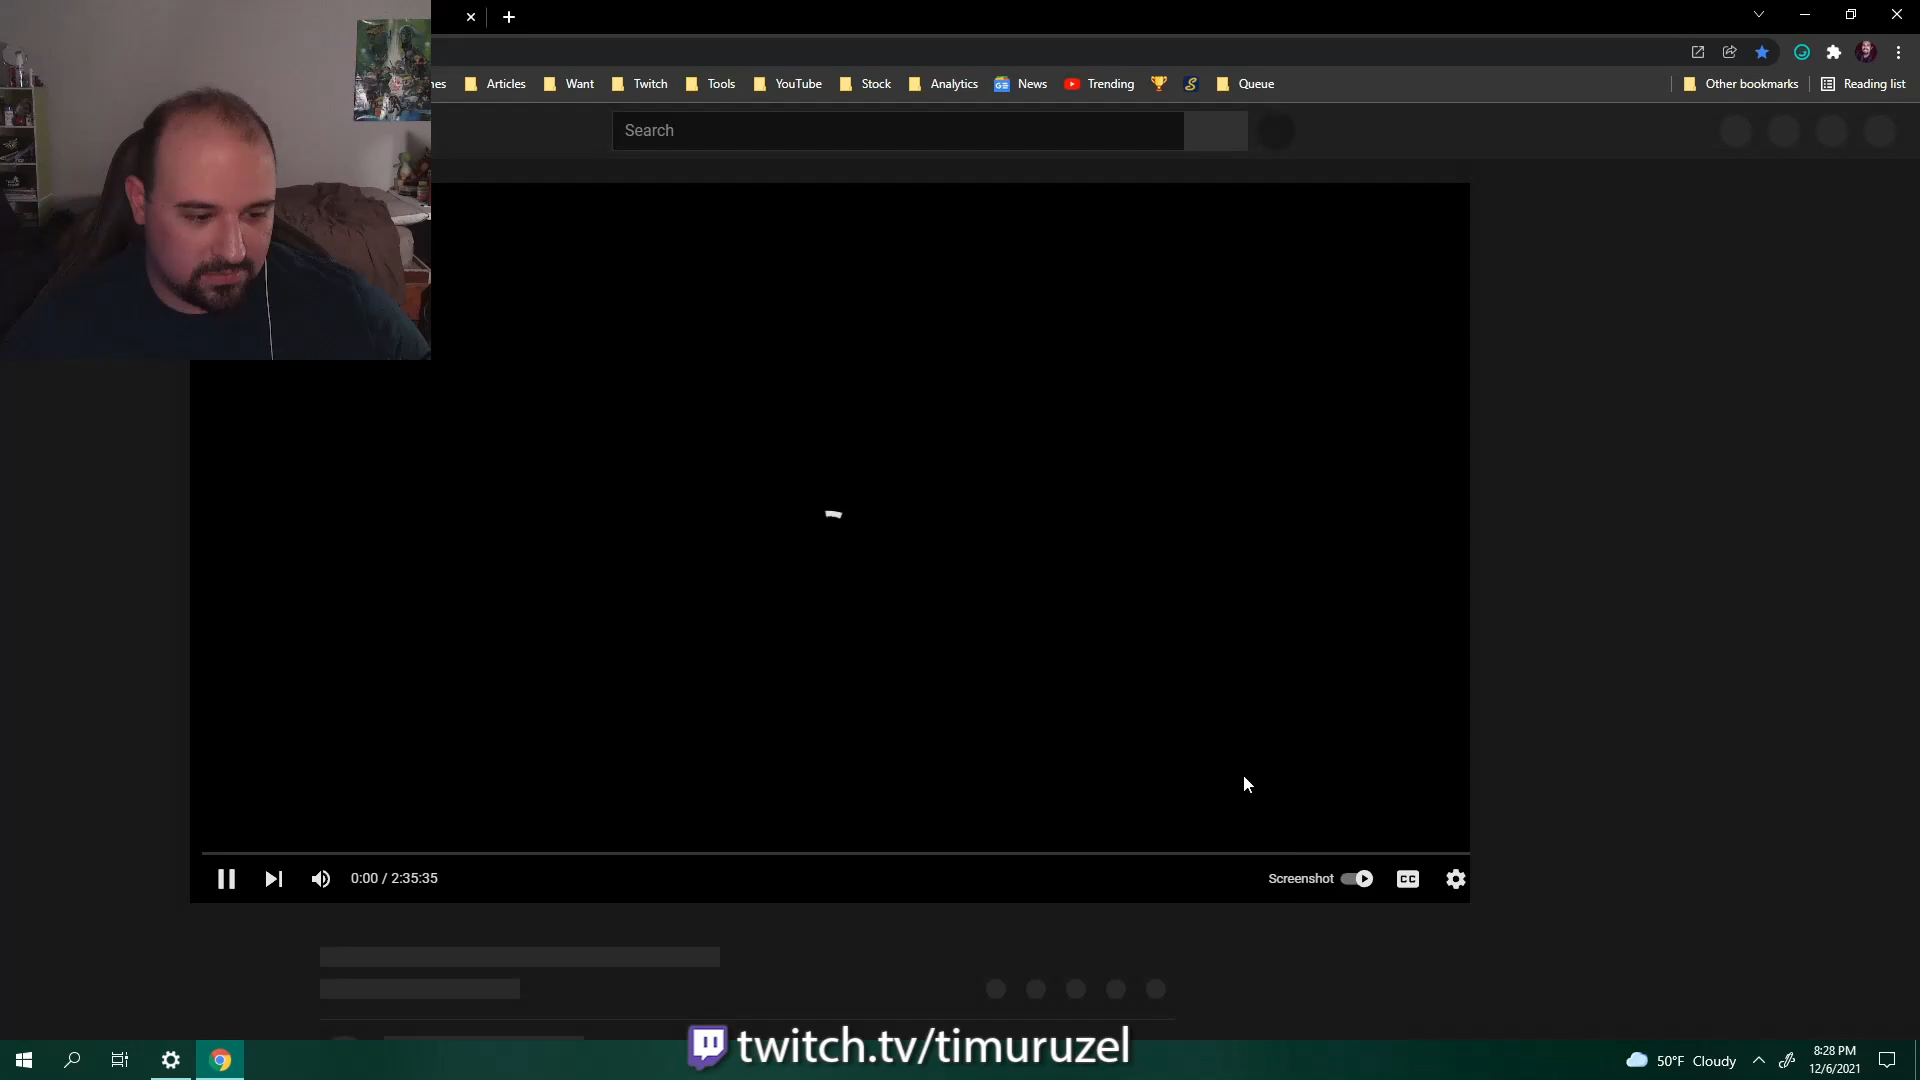 Articles Want Twitch Tools YouTube Stock Analytics News Trending Queue Other bookmarks Reading list
Search
0:00 / 2:35:35 Screenshot CC
twitch.tv/timuruzel
50°F Cloudy 8:28 PM
12/6/2021